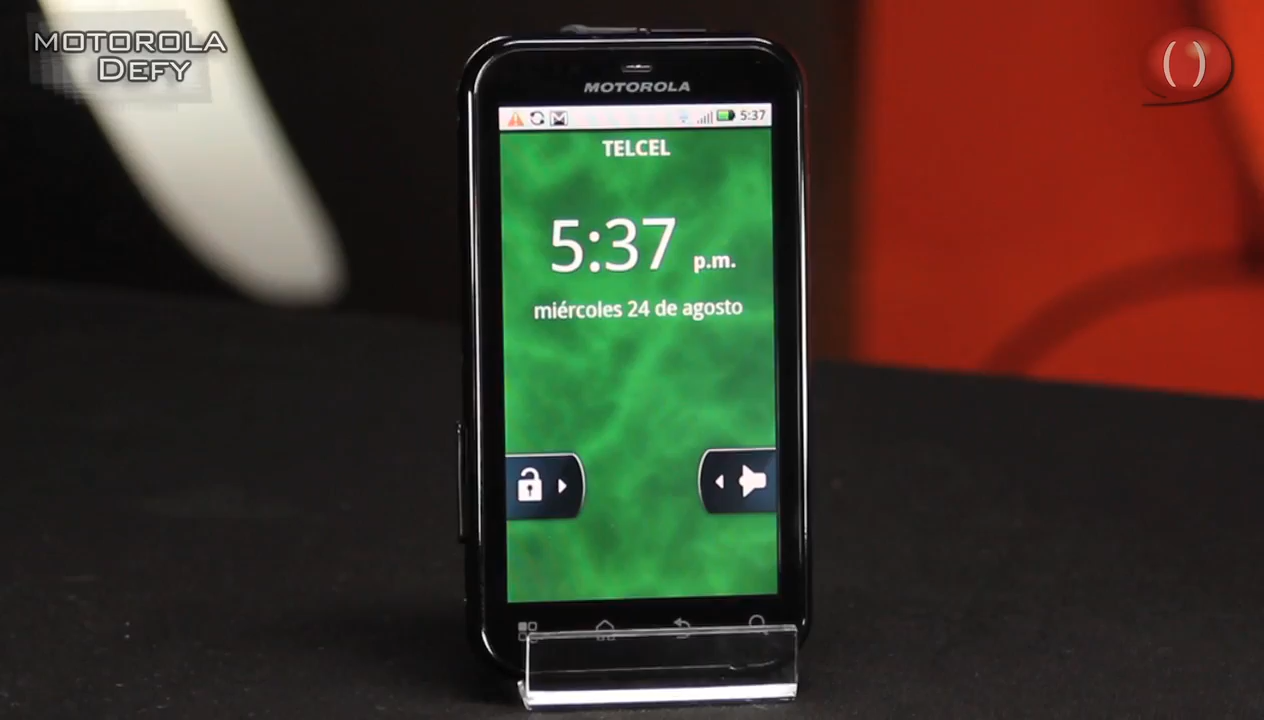 MOTOROLA
DEFY
( )
MOTOROLA
5:37
TELCEL
5:37 p.m.
miércoles 24 de agosto